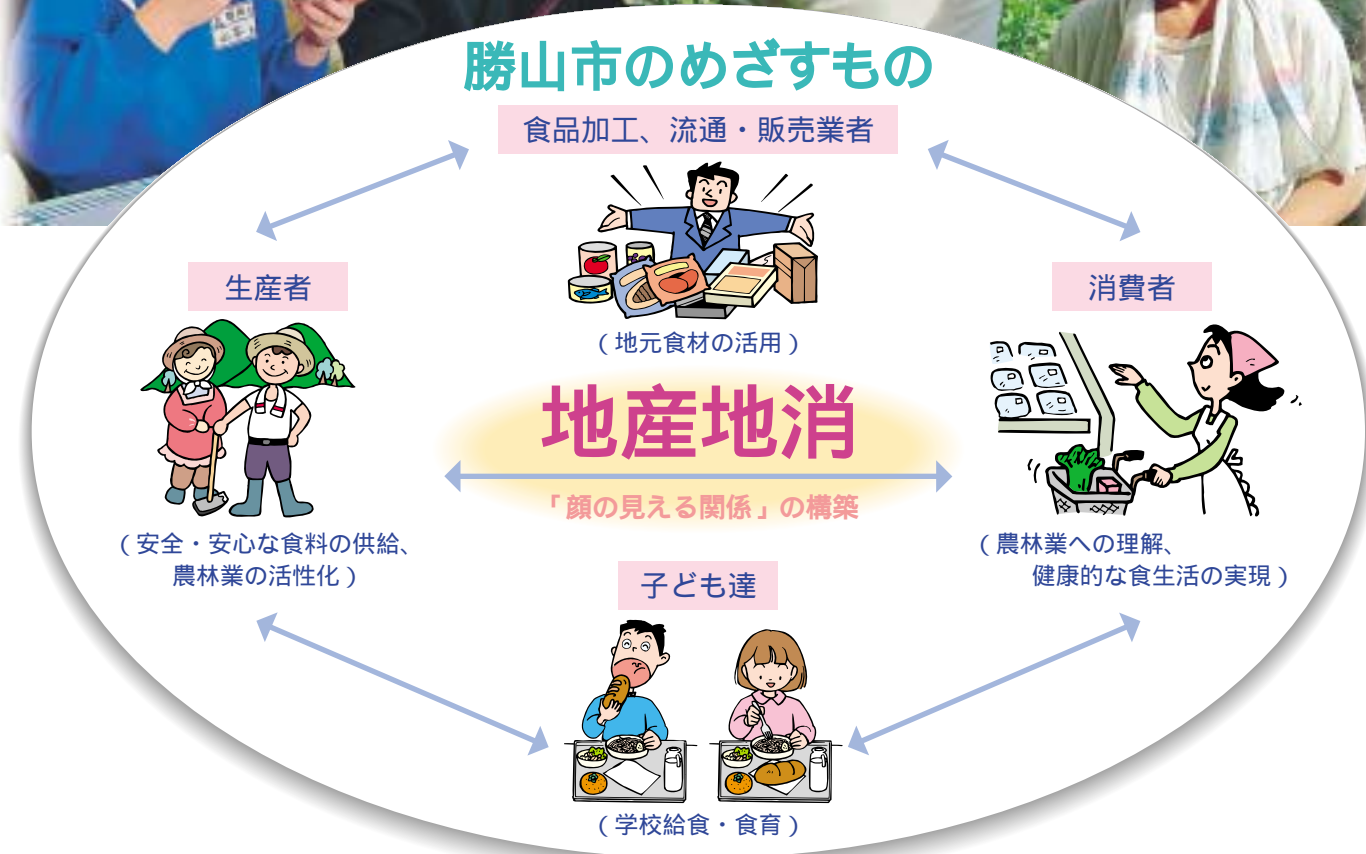 勝山市のめざすもの
食品加工、流通・販売業者
(地元食材の活用)
生産者
(安全・安心な食料の供給、
農林業の活性化)
消費者
(農林業への理解、
健康的な食生活の実現)
地産地消
「顔の見える関係」の構築
子ども達
(学校給食・食育)